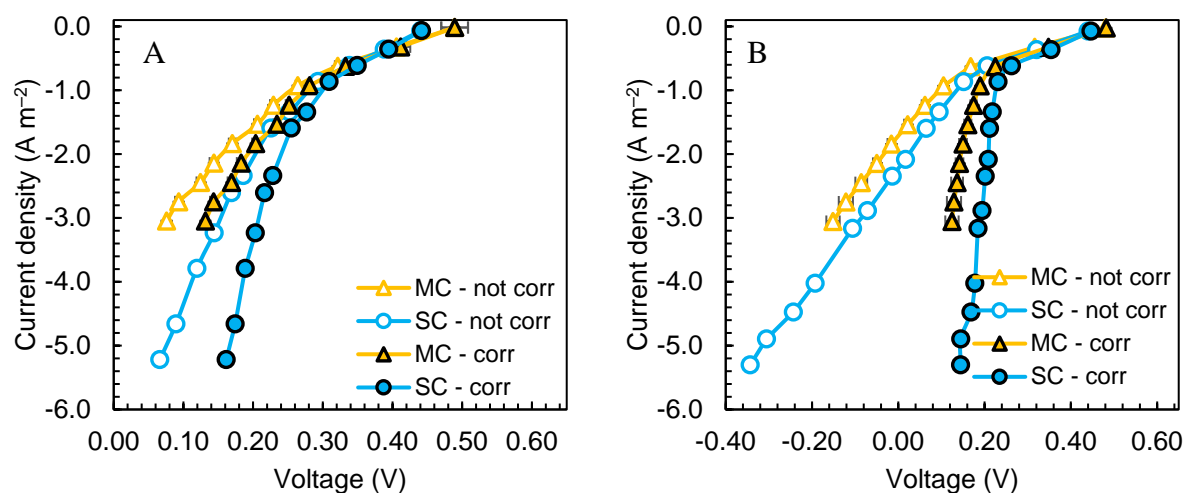 A
Current density (A m⁻²)
0.0
-1.0
-2.0
-3.0
-4.0
-5.0
-6.0
MC - not corr
SC - not corr
MC - corr
SC - corr
0.00 0.10 0.20 0.30 0.40 0.50 0.60
Voltage (V)
B
Current density (A m⁻²)
0.0
-1.0
-2.0
-3.0
-4.0
-5.0
-6.0
MC - not corr
SC - not corr
MC - corr
SC - corr
-0.40 -0.20 0.00 0.20 0.40 0.60
Voltage (V)